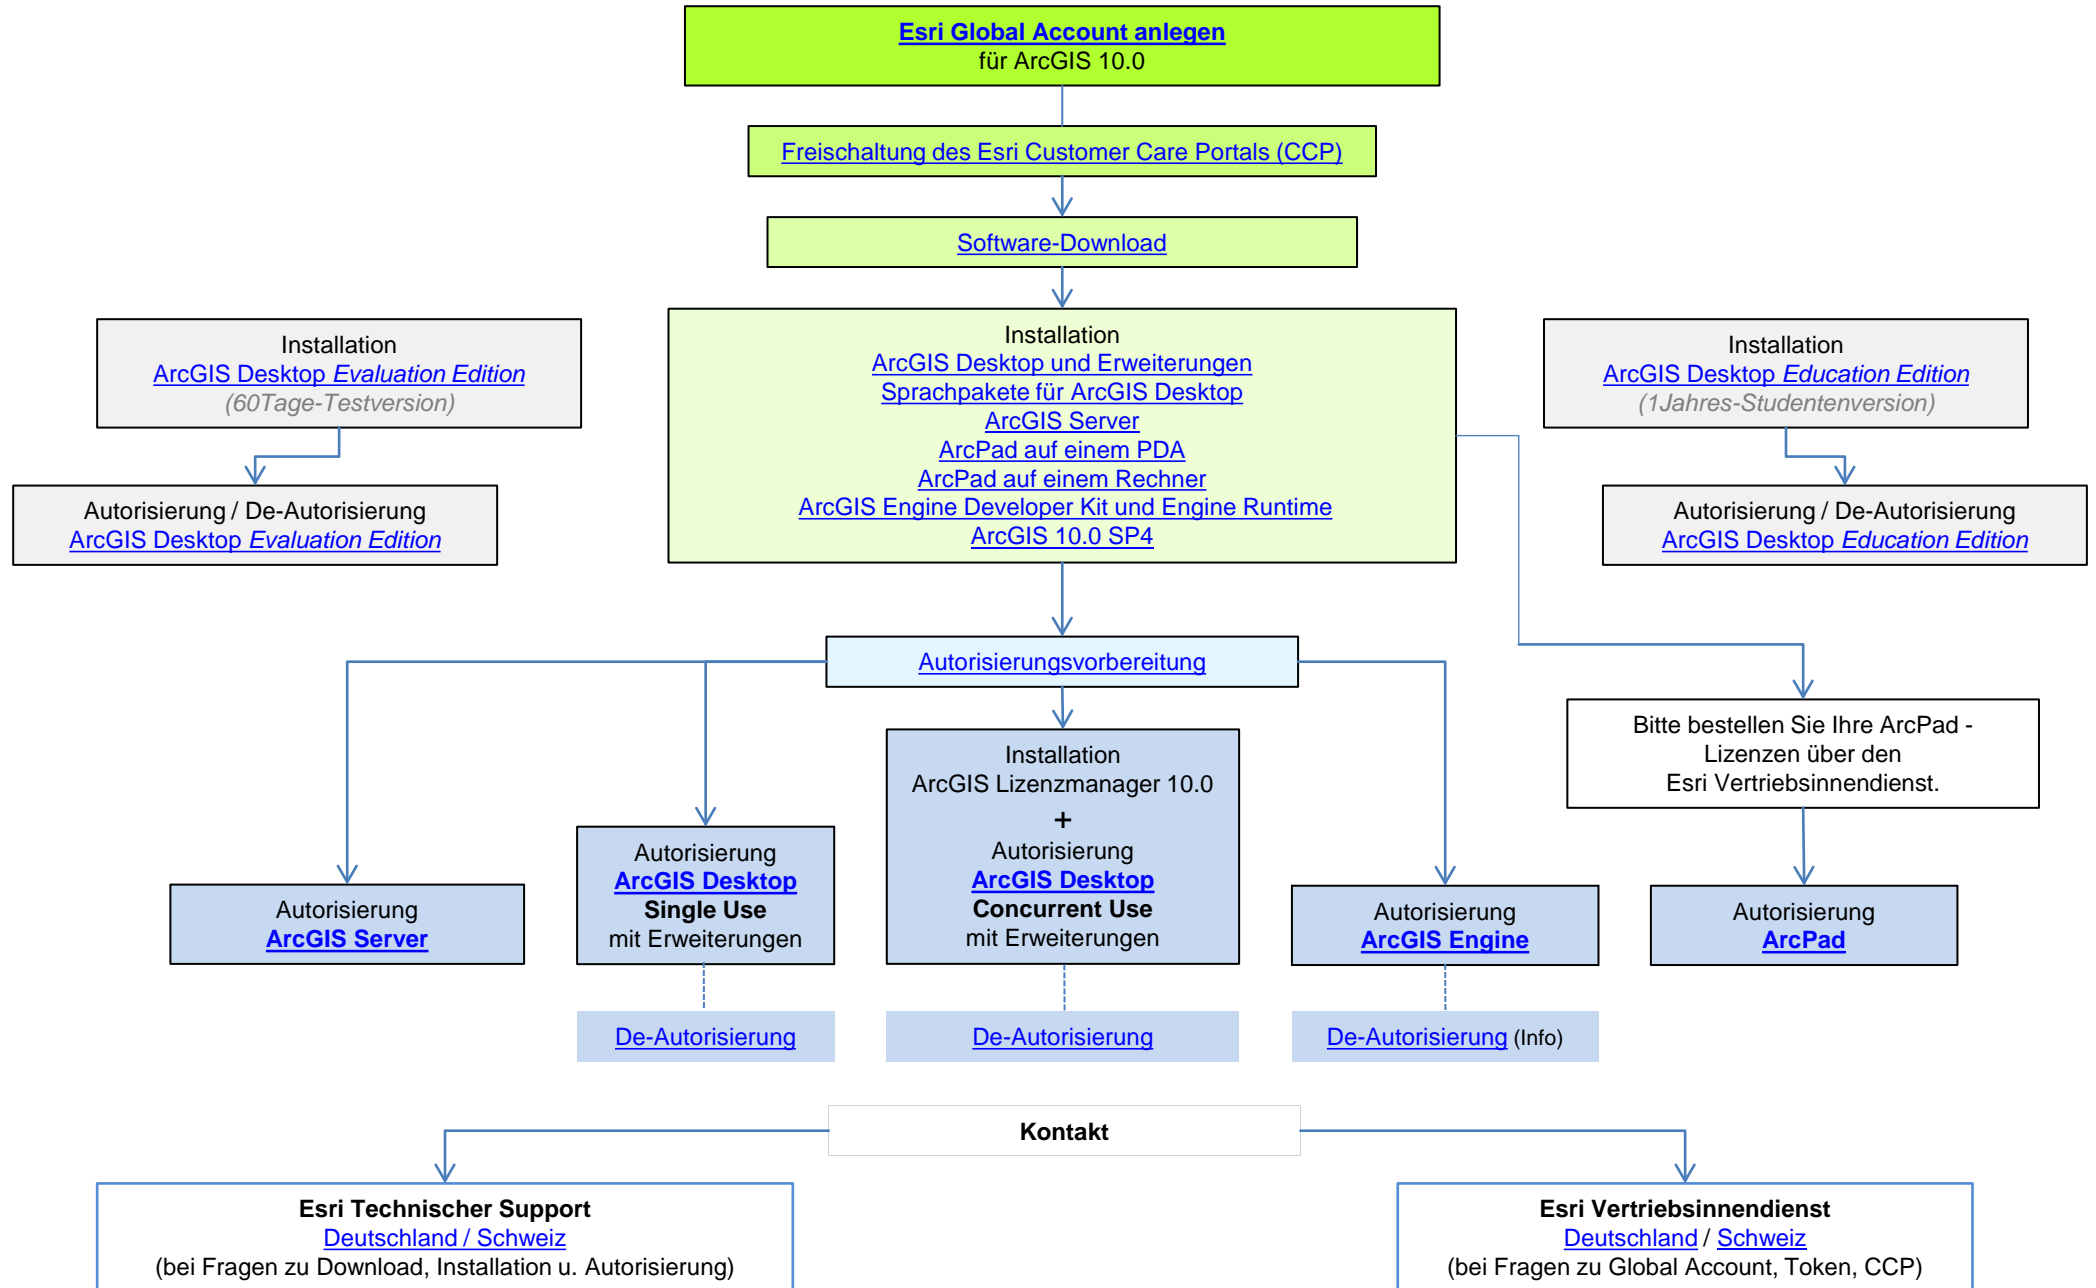 Esri Global Account anlegen
für ArcGIS 10.0
Freischaltung des Esri Customer Care Portals (CCP)
Software-Download
Installation
ArcGIS Desktop Evaluation Edition
(60Tage-Testversion)
Autorisierung / De-Autorisierung
ArcGIS Desktop Evaluation Edition
Installation
ArcGIS Desktop und Erweiterungen
Sprachpakete für ArcGIS Desktop
ArcGIS Server
ArcPad auf einem PDA
ArcPad auf einem Rechner
ArcGIS Engine Developer Kit und Engine Runtime
ArcGIS 10.0 SP4
Installation
ArcGIS Desktop Education Edition
(1Jahres-Studentenversion)
Autorisierung / De-Autorisierung
ArcGIS Desktop Education Edition
Autorisierungsvorbereitung
Bitte bestellen Sie Ihre ArcPad -
Lizenzen über den
Esri Vertriebsinnendienst.
Autorisierung
ArcGIS Server
Autorisierung
ArcGIS Desktop
Single Use
mit Erweiterungen
Installation
ArcGIS Lizenzmanager 10.0
+
Autorisierung
ArcGIS Desktop
Concurrent Use
mit Erweiterungen
Autorisierung
ArcGIS Engine
Autorisierung
ArcPad
De-Autorisierung
De-Autorisierung
De-Autorisierung (Info)
Kontakt
Esri Technischer Support
Deutschland / Schweiz
(bei Fragen zu Download, Installation u. Autorisierung)
Esri Vertriebsinnendienst
Deutschland / Schweiz
(bei Fragen zu Global Account, Token, CCP)